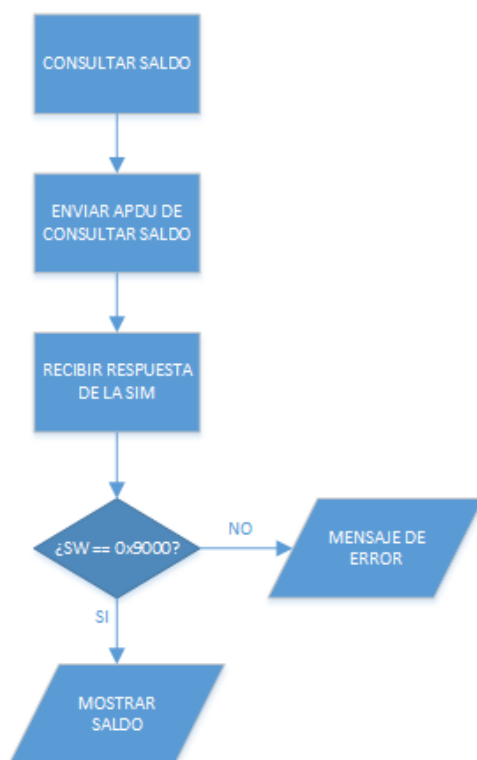 CONSULTAR SALDO
ENVIAR APDU DE
CONSULTAR SALDO
RECIBIR RESPUESTA
DE LA SIM
¿SW == 0x9000?
NO
MENSAJE DE
ERROR
SI
MOSTRAR
SALDO